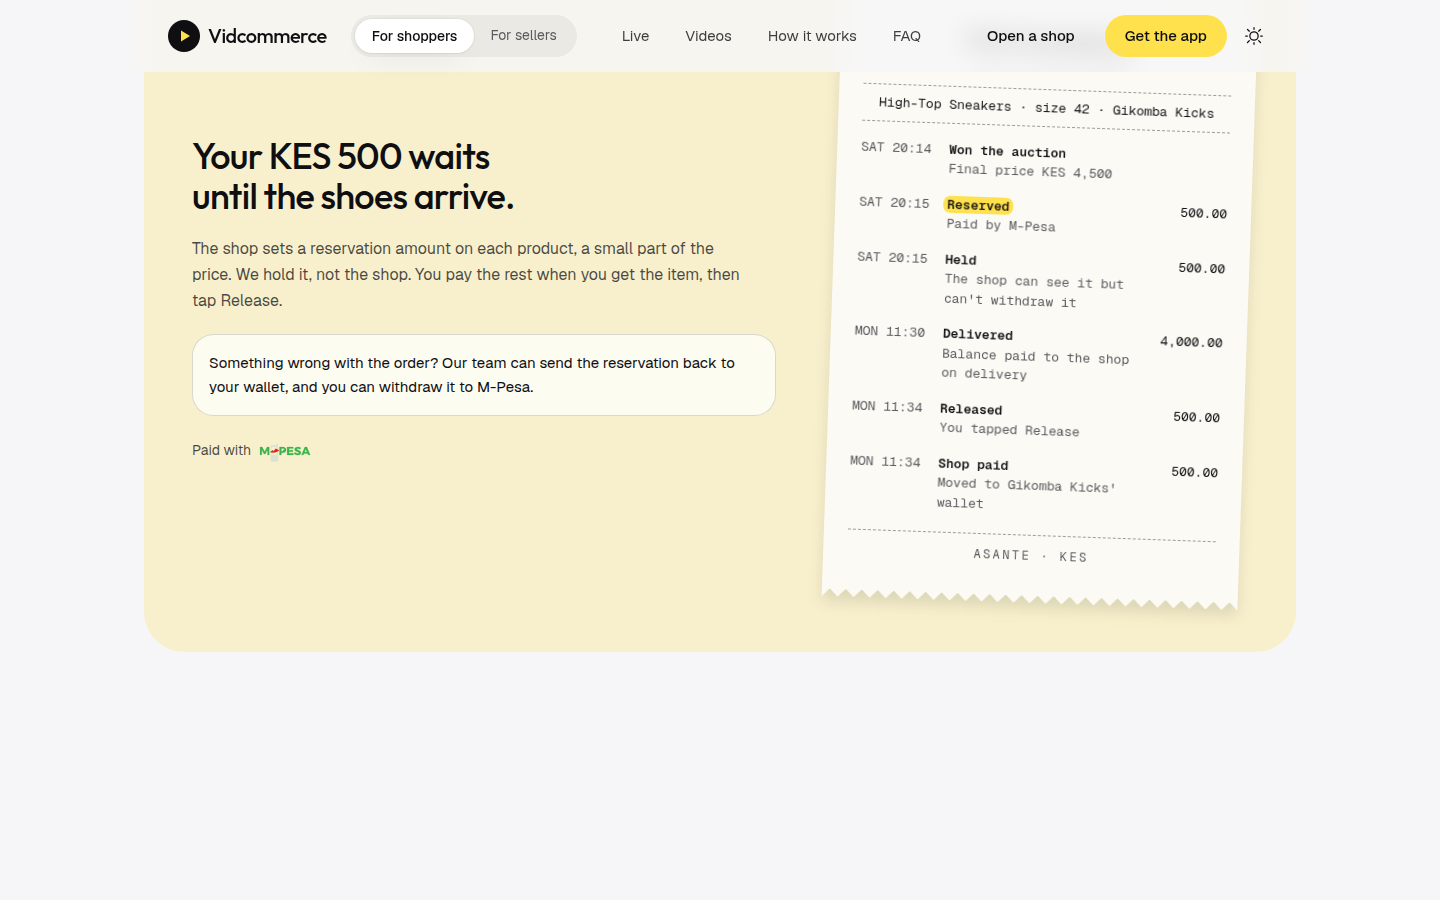 Vidcommerce
For shoppers
For sellers
Live
Videos
How it works
FAQ
Open a shop
Get the app
Your KES 500 waits
until the shoes arrive.
The shop sets a reservation amount on each product, a small part of the
price. We hold it, not the shop. You pay the rest when you get the item, then
tap Release.
Something wrong with the order? Our team can send the reservation back to
your wallet, and you can withdraw it to M-Pesa.
Paid with M-PESA
High-Top Sneakers · size 42 · Gikomba Kicks
SAT 20:14 Won the auction
Final price KES 4,500
SAT 20:15 Reserved 500.00
Paid by M-Pesa
SAT 20:15 Held 500.00
The shop can see it but
can't withdraw it
MON 11:30 Delivered 4,000.00
Balance paid to the shop
on delivery
MON 11:34 Released 500.00
You tapped Release
MON 11:34 Shop paid 500.00
Moved to Gikomba Kicks'
wallet
ASANTE · KES